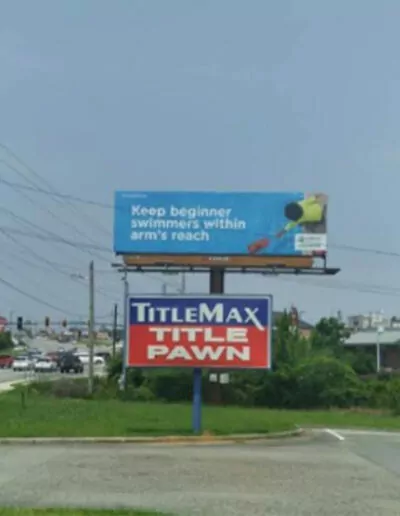 Keep beginner
swimmers within
arm's reach
TITLEMAX
TITLE
PAWN